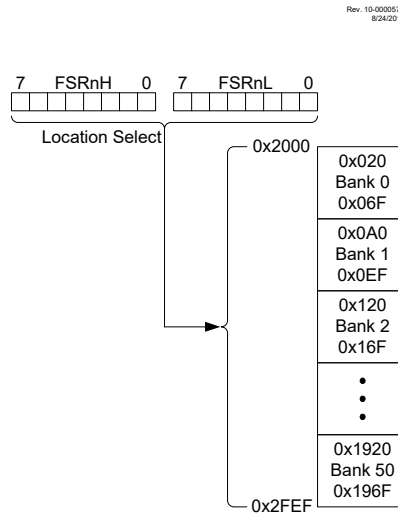 Rev. 10-000057
8/24/201
7 FSRnH 0 7 FSRnL 0
Location Select
0x2000
0x020
Bank 0
0x06F
0x0A0
Bank 1
0x0EF
0x120
Bank 2
0x16F
0x1920
Bank 50
0x196F
0x2FEF